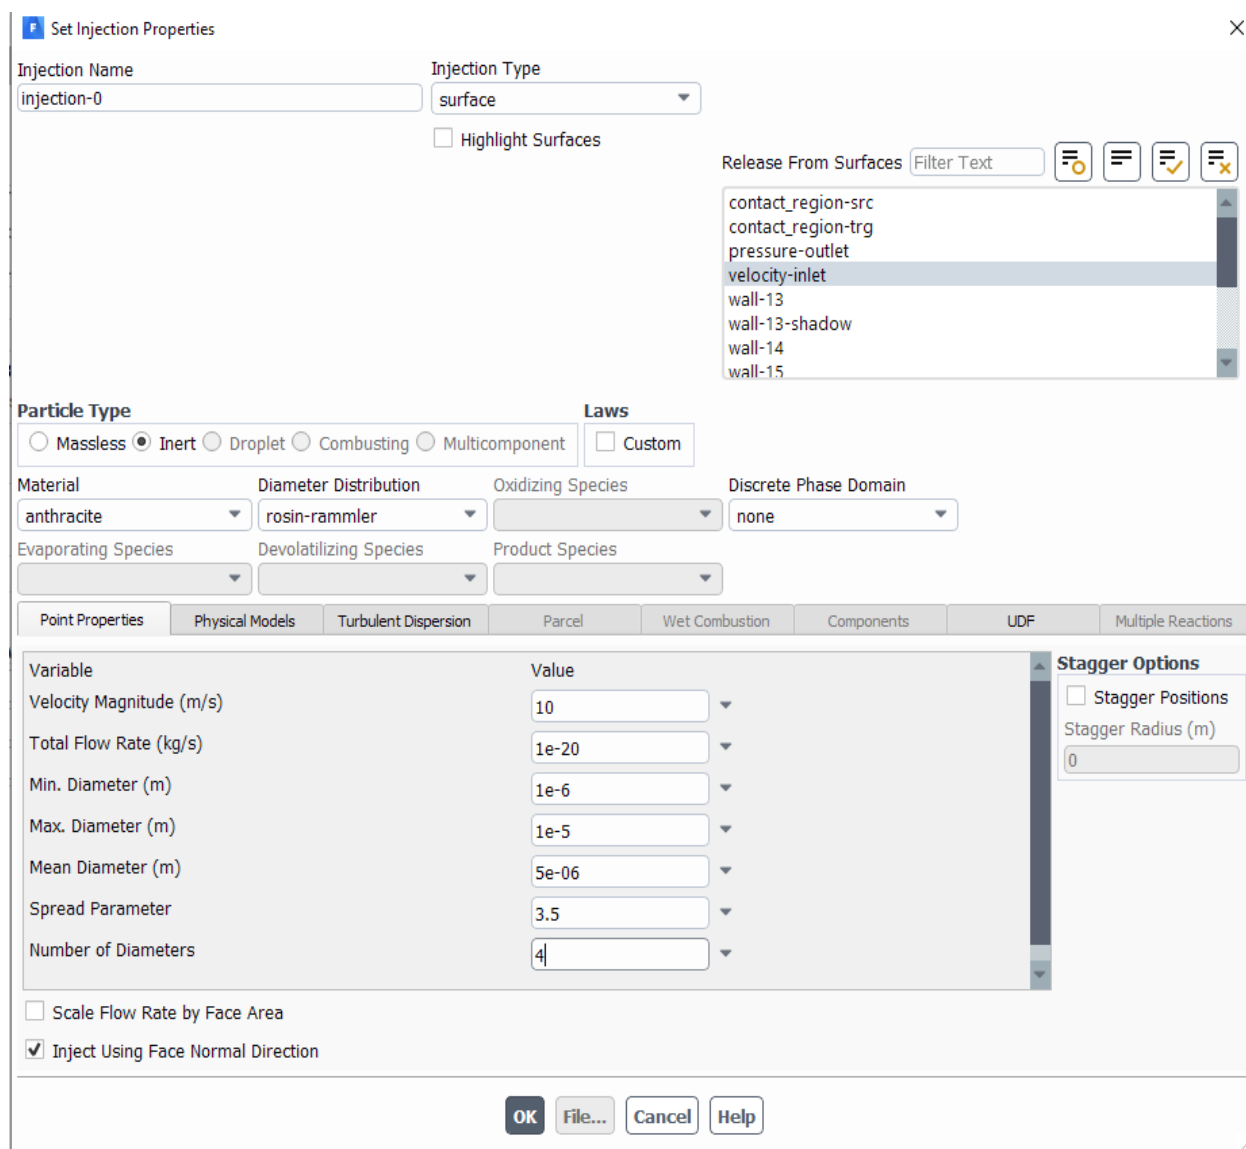 F Set Injection Properties
Injection Name Injection Type
injection-0 surface
Highlight Surfaces
Release From Surfaces Filter Text
contact_region-src
contact_region-trg
pressure-outlet
velocity-inlet
wall-13
wall-13-shadow
wall-14
wall-15
Particle Type Laws
Massless Inert Droplet Combusting Multicomponent Custom
Material Diameter Distribution Oxidizing Species Discrete Phase Domain
anthracite rosin-rammler none
Evaporating Species Devolatilizing Species Product Species
Point Properties Physical Models Turbulent Dispersion Parcel Wet Combustion Components UDF Multiple Reactions
Variable Value
Velocity Magnitude (m/s) 10
Total Flow Rate (kg/s) 1e-20
Min. Diameter (m) 1e-6
Max. Diameter (m) 1e-5
Mean Diameter (m) 5e-06
Spread Parameter 3.5
Number of Diameters 4
Stagger Options
Stagger Positions
Stagger Radius (m)
0
Scale Flow Rate by Face Area
Inject Using Face Normal Direction
OK File... Cancel Help